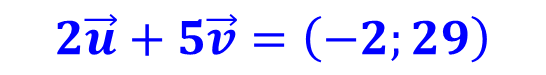 2u⃗ + 5v⃗ = (−2; 29)